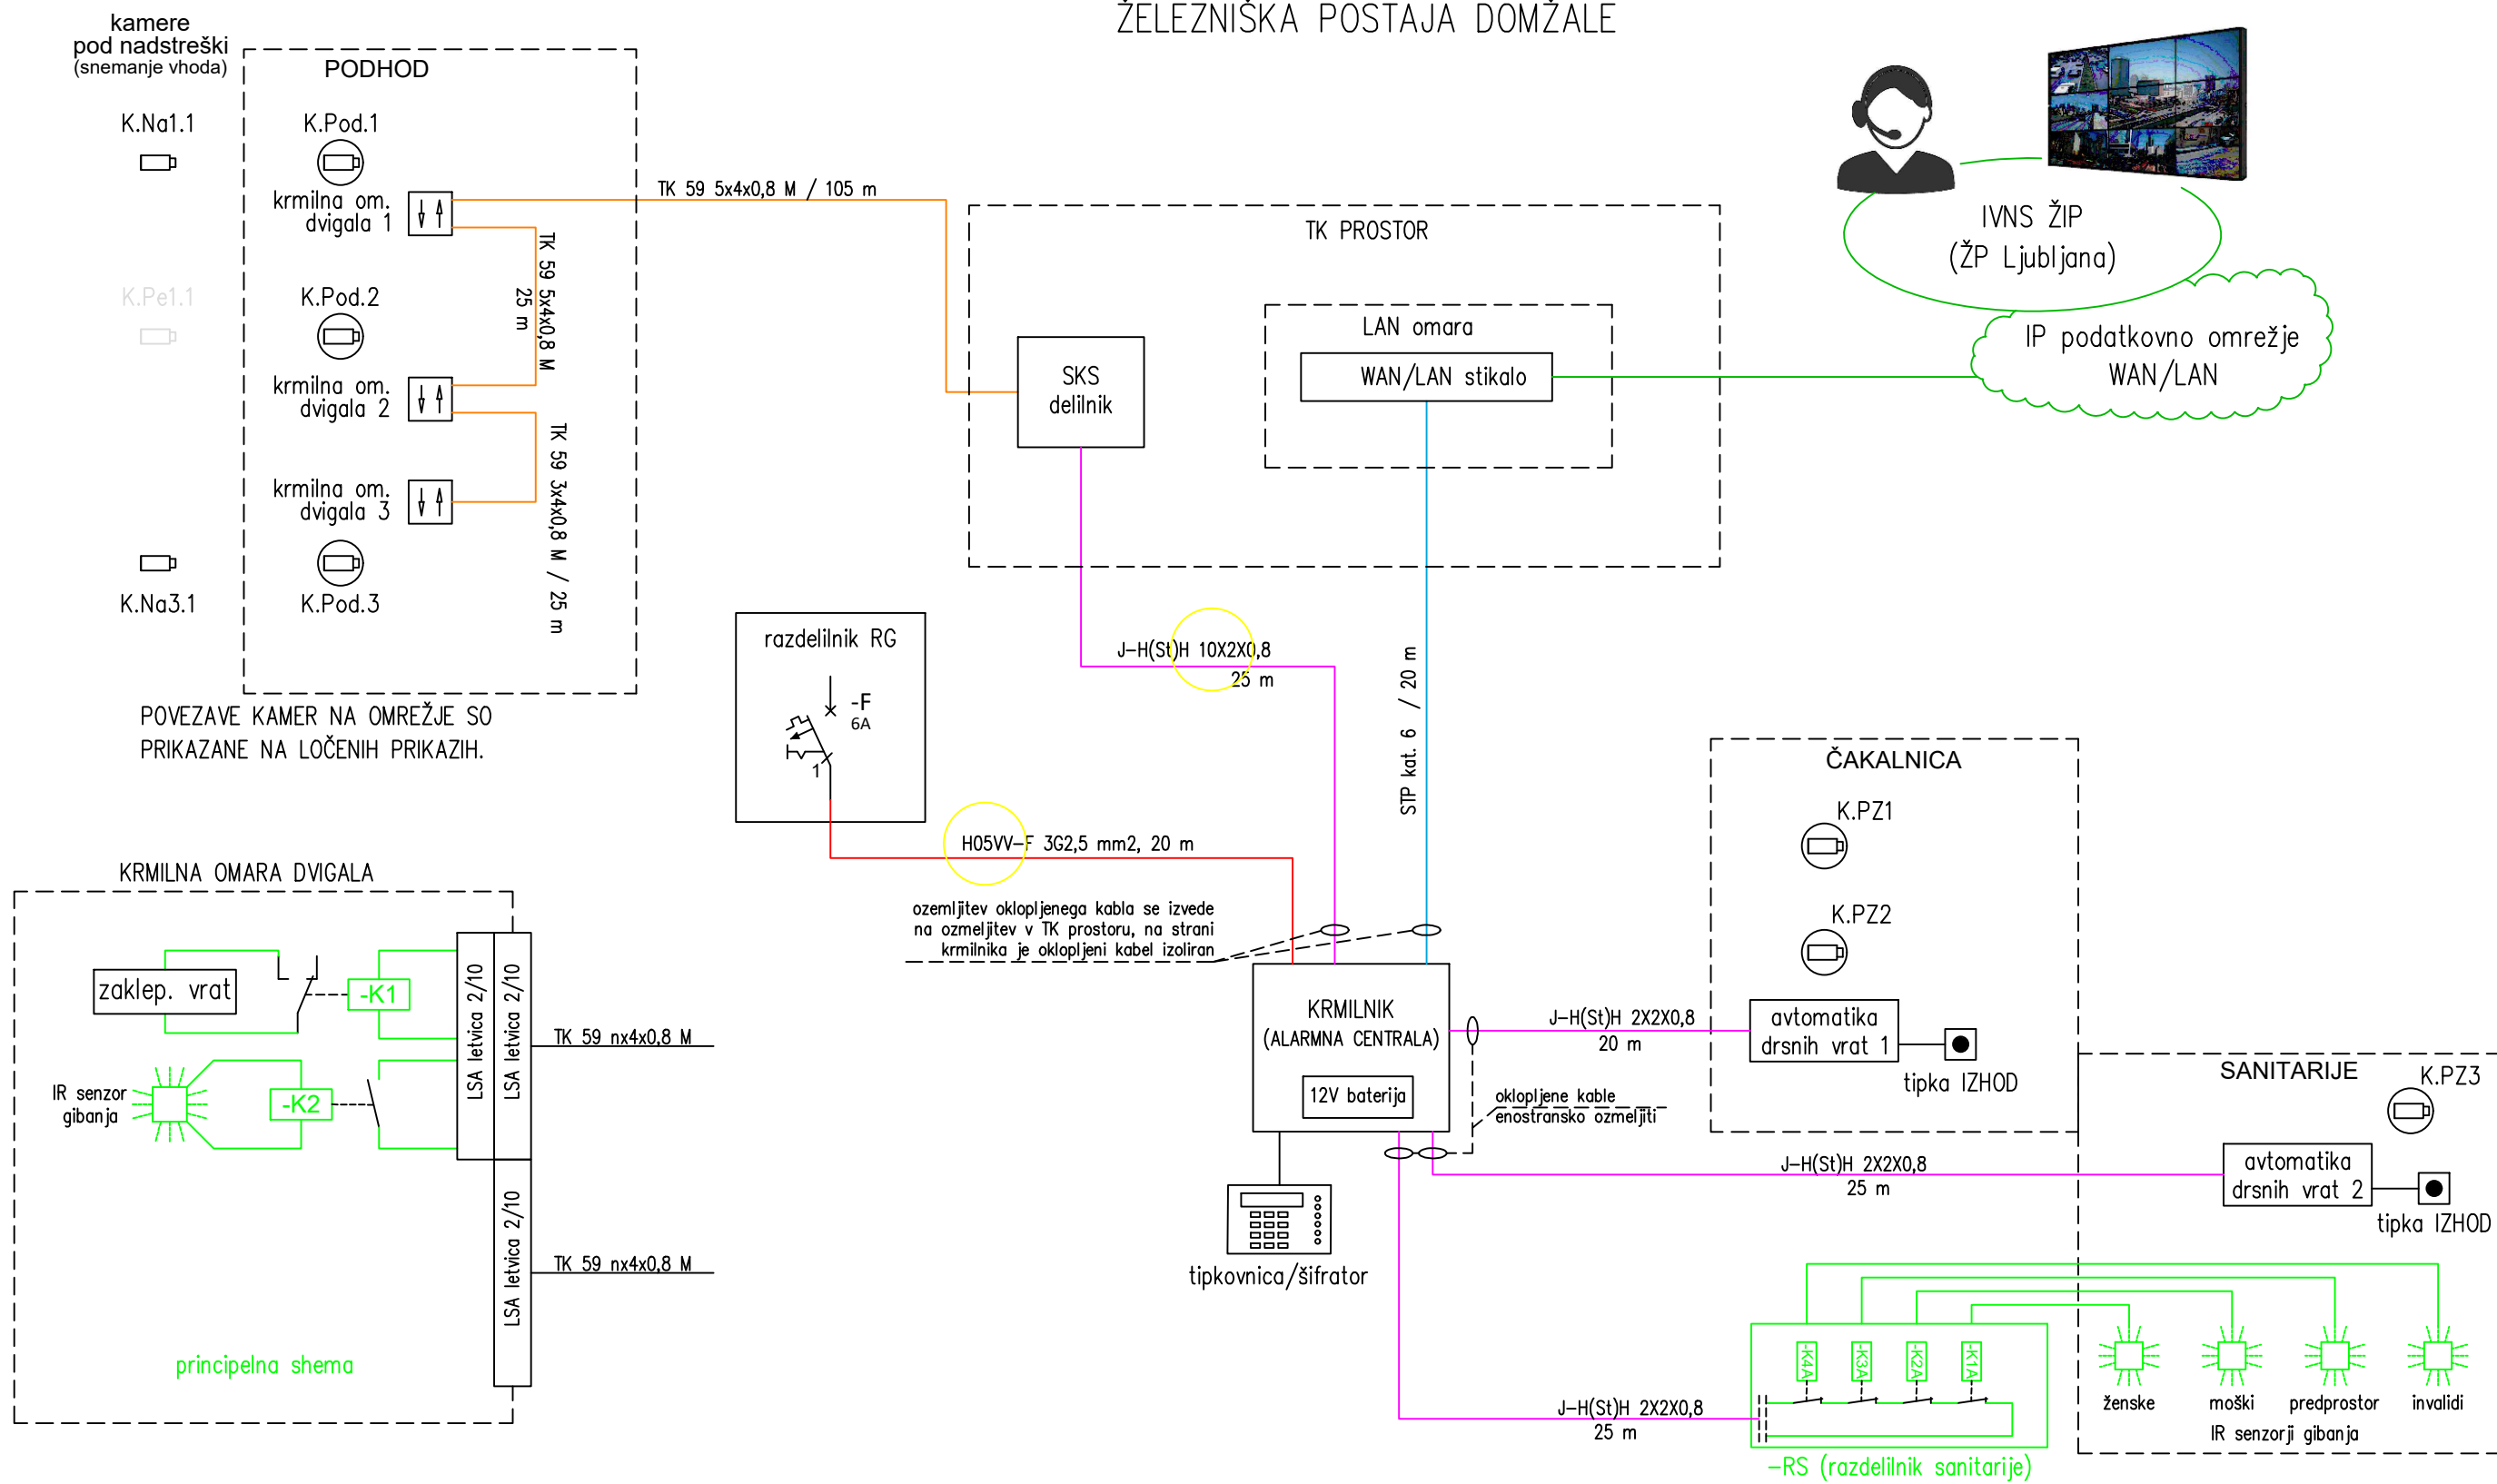 ŽELEZNIŠKA POSTAJA DOMŽALE
kamere
pod nadstreški
(snemanje vhoda)
PODHOD
K.Na1.1
K.Pod.1
krmilna om.
dvigala 1
TK 59 5x4x0,8 M / 105 m
TK 59 5x4x0,8 M
25 m
K.Pe1.1
K.Pod.2
krmilna om.
dvigala 2
TK 59 3x4x0,8 M / 25 m
krmilna om.
dvigala 3
K.Na3.1
K.Pod.3
POVEZAVE KAMER NA OMREŽJE SO
PRIKAZANE NA LOČENIH PRIKAZIH.
TK PROSTOR
SKS
delilnik
LAN omara
WAN/LAN stikalo
IVNS ŽIP
(ŽP Ljubljana)
IP podatkovno omrežje
WAN/LAN
razdelilnik RG
-F
6A
1
J-H(St)H 10X2X0,8
25 m
STP kat. 6 / 20 m
H05VV-F 3G2,5 mm2, 20 m
ozemljitev oklopljenega kabla se izvede
na ozmeljitev v TK prostoru, na strani
krmilnika je oklopljeni kabel izoliran
KRMILNIK
(ALARMNA CENTRALA)
12V baterija
tipkovnica/šifrator
J-H(St)H 2X2X0,8
20 m
oklopljene kable
enostransko ozmeljiti
ČAKALNICA
K.PZ1
K.PZ2
avtomatika
drsnih vrat 1
tipka IZHOD
SANITARIJE
K.PZ3
J-H(St)H 2X2X0,8
25 m
avtomatika
drsnih vrat 2
tipka IZHOD
J-H(St)H 2X2X0,8
25 m
-K4A
-K3A
-K2A
-K1A
-RS (razdelilnik sanitarije)
ženske
moški
predprostor
invalidi
IR senzorji gibanja
KRMILNA OMARA DVIGALA
zaklep. vrat
-K1
IR senzor
gibanja
-K2
LSA letvica 2/10
LSA letvica 2/10
LSA letvica 2/10
TK 59 nx4x0,8 M
TK 59 nx4x0,8 M
principelna shema